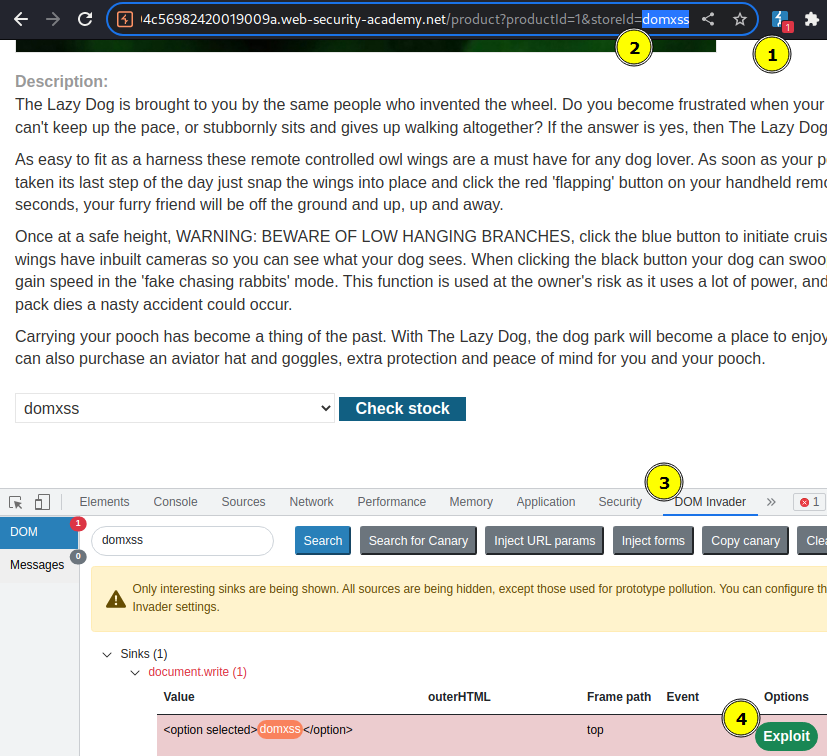 )4c56982420019009a.web-security-academy.net/product?productId=1&storeId=domxss
1
2
1
Description:
The Lazy Dog is brought to you by the same people who invented the wheel. Do you become frustrated when your
can't keep up the pace, or stubbornly sits and gives up walking altogether? If the answer is yes, then The Lazy Dog
As easy to fit as a harness these remote controlled owl wings are a must have for any dog lover. As soon as your p
taken its last step of the day just snap the wings into place and click the red 'flapping' button on your handheld remo
seconds, your furry friend will be off the ground and up, up and away.
Once at a safe height, WARNING: BEWARE OF LOW HANGING BRANCHES, click the blue button to initiate cruis
wings have inbuilt cameras so you can see what your dog sees. When clicking the black button your dog can swoo
gain speed in the 'fake chasing rabbits' mode. This function is used at the owner's risk as it uses a lot of power, and
pack dies a nasty accident could occur.
Carrying your pooch has become a thing of the past. With The Lazy Dog, the dog park will become a place to enjoy
can also purchase an aviator hat and goggles, extra protection and peace of mind for you and your pooch.
domxss Check stock
3
Elements Console Sources Network Performance Memory Application Security DOM Invader » 1
DOM 1
Messages 0
domxss Search Search for Canary Inject URL params Inject forms Copy canary Clea
Only interesting sinks are being shown. All sources are being hidden, except those used for prototype pollution. You can configure th
Invader settings.
Sinks (1)
document.write (1)
Value outerHTML Frame path Event Options
4
<option selected>domxss</option> top Exploit